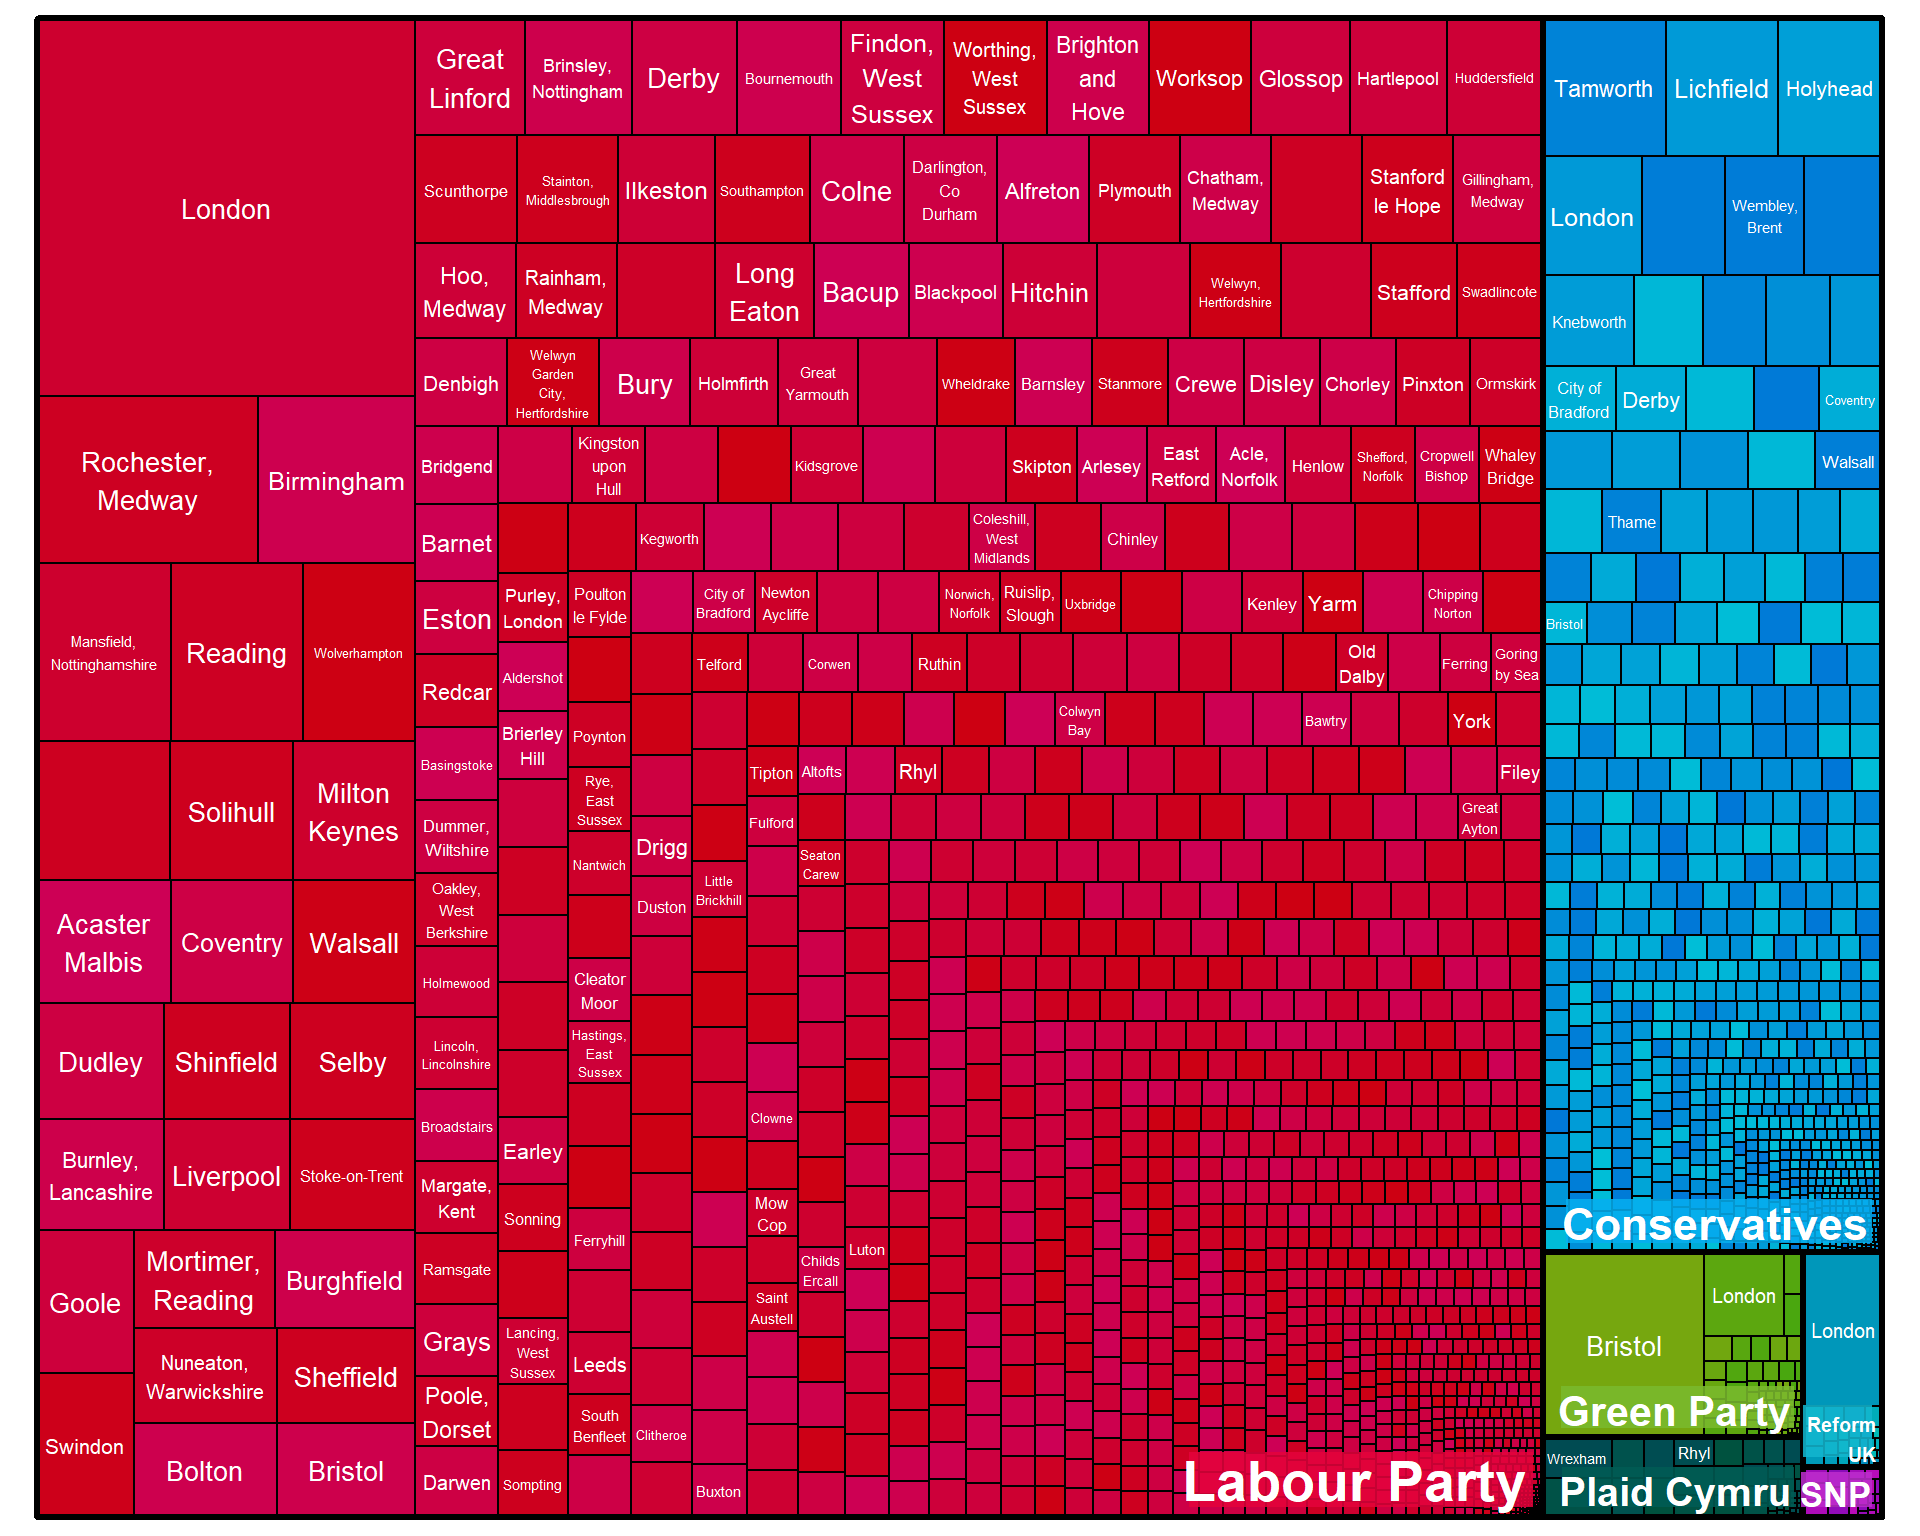 London
Great
Linford
Brinsley,
Nottingham
Derby
Bournemouth
Findon,
West
Sussex
Worthing,
West
Sussex
Brighton
and
Hove
Worksop
Glossop
Hartlepool
Huddersfield
Scunthorpe
Stainton,
Middlesbrough
Ilkeston
Southampton
Colne
Darlington,
Co
Durham
Alfreton
Plymouth
Chatham,
Medway
Stanford
le Hope
Gillingham,
Medway
Hoo,
Medway
Rainham,
Medway
Long
Eaton
Bacup
Blackpool
Hitchin
Welwyn,
Hertfordshire
Stafford
Swadlincote
Denbigh
Welwyn
Garden
City,
Hertfordshire
Bury
Holmfirth
Great
Yarmouth
Wheldrake
Barnsley
Stanmore
Crewe
Disley
Chorley
Pinxton
Ormskirk
Rochester,
Medway
Birmingham
Bridgend
Kingston
upon
Hull
Kidsgrove
Skipton
Arlesey
East
Retford
Acle,
Norfolk
Henlow
Shefford,
Norfolk
Cropwell
Bishop
Whaley
Bridge
Barnet
Kegworth
Coleshill,
West
Midlands
Chinley
Mansfield,
Nottinghamshire
Reading
Wolverhampton
Eston
Purley,
London
Poulton
le Fylde
City of
Bradford
Newton
Aycliffe
Norwich,
Norfolk
Ruislip,
Slough
Uxbridge
Kenley
Yarm
Chipping
Norton
Redcar
Aldershot
Telford
Corwen
Ruthin
Old
Dalby
Ferring
Goring
by Sea
Basingstoke
Brierley
Hill
Poynton
Colwyn
Bay
Bawtry
York
Solihull
Milton
Keynes
Dummer,
Wiltshire
Rye,
East
Sussex
Tipton
Altofts
Rhyl
Filey
Fulford
Great
Ayton
Drigg
Nantwich
Seaton
Carew
Little
Brickhill
Duston
Acaster
Malbis
Coventry
Walsall
Oakley,
West
Berkshire
Holmewood
Cleator
Moor
Dudley
Shinfield
Selby
Lincoln,
Lincolnshire
Hastings,
East
Sussex
Broadstairs
Clowne
Burnley,
Lancashire
Liverpool
Stoke-on-Trent
Margate,
Kent
Earley
Sonning
Ferryhill
Mow
Cop
Luton
Childs
Ercall
Saint
Austell
Goole
Mortimer,
Reading
Burghfield
Ramsgate
Grays
Lancing,
West
Sussex
Leeds
Nuneaton,
Warwickshire
Sheffield
Poole,
Dorset
South
Benfleet
Clitheroe
Swindon
Bolton
Bristol
Darwen
Sompting
Buxton
Labour Party
Tamworth
Lichfield
Holyhead
London
Wembley,
Brent
Knebworth
City of
Bradford
Derby
Coventry
Walsall
Thame
Bristol
Conservatives
Bristol
London
Green Party
London
Reform
UK
Wrexham
Rhyl
Plaid Cymru
SNP